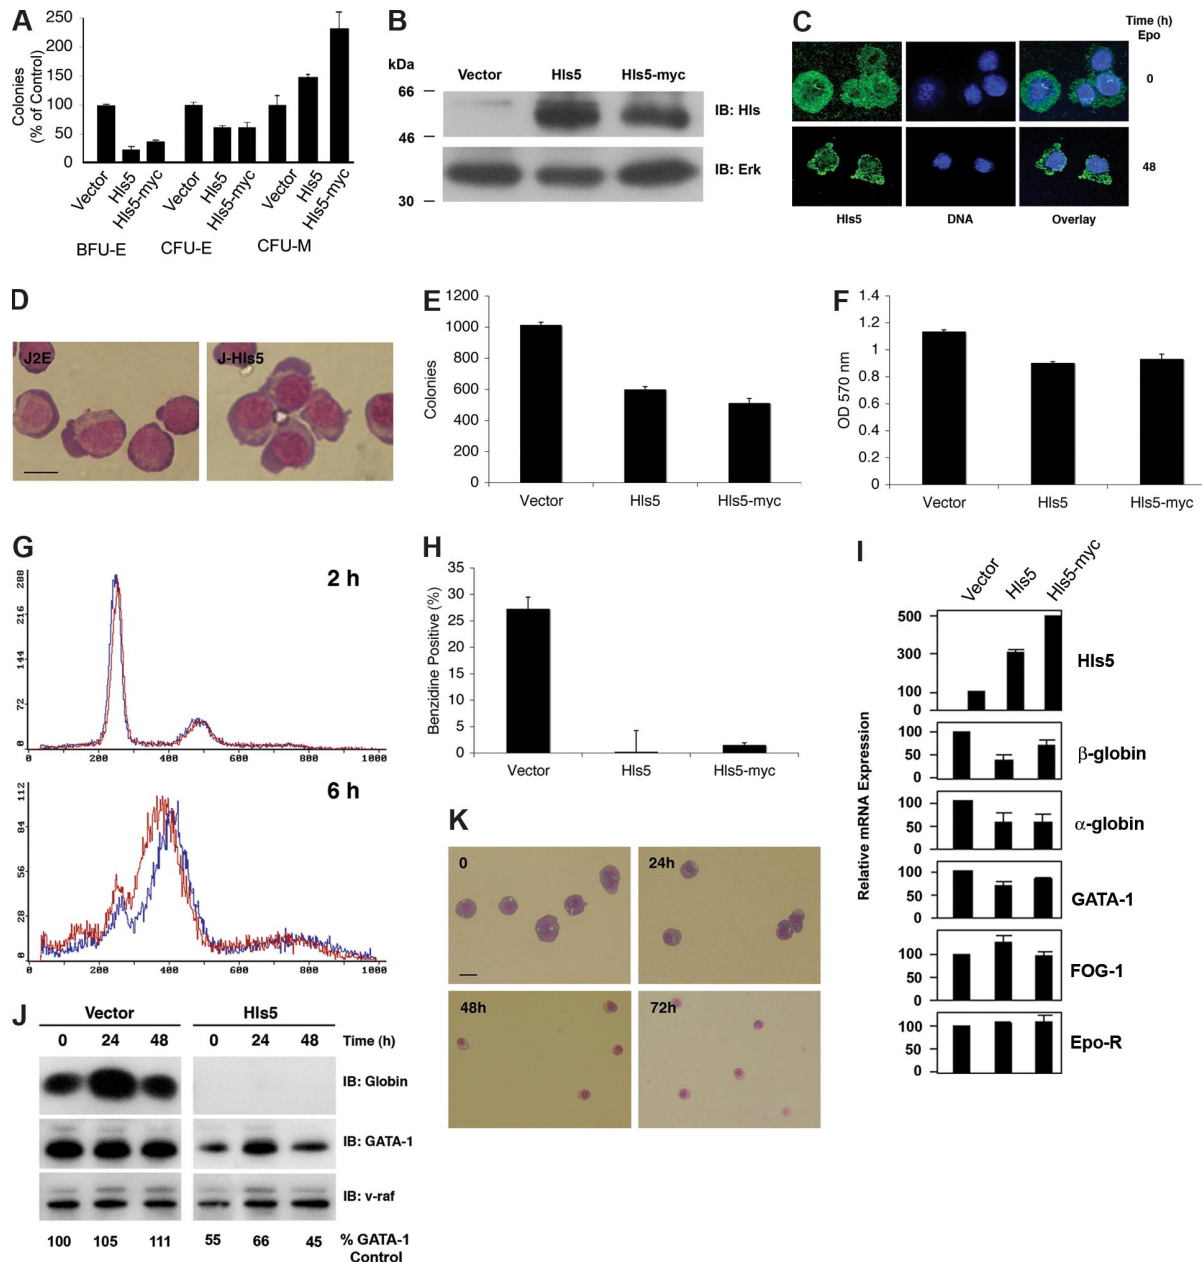 A
250
200
150
100
50
0
Colonies
(% of Control)
Vector
Hls5
Hls5-myc
Vector
Hls5
Hls5-myc
Vector
Hls5
Hls5-myc
BFU-E CFU-E CFU-M
B
kDa
Vector Hls5 Hls5-myc
66
IB: Hls
46
IB: Erk
30
C
Time (h)
Epo
0
48
Hls5 DNA Overlay
D
J2E
J-Hls5
E
1200
1000
800
600
400
200
0
Colonies
Vector Hls5 Hls5-myc
F
1.4
1.2
1
0.8
0.6
0.4
0.2
0
OD 570 nm
Vector Hls5 Hls5-myc
G
2 h
288
216
144
72
0
0 200 400 600 800 1000
6 h
112
84
56
28
0
0 200 400 600 800 1000
H
35
30
25
20
15
10
5
0
Benzidine Positive (%)
Vector Hls5 Hls5-myc
I
Vector
Hls5
Hls5-myc
Relative mRNA Expression
500
300
100
0
Hls5
100
50
0
β-globin
100
50
0
α-globin
100
50
0
GATA-1
100
50
0
FOG-1
100
50
0
Epo-R
J
Vector Hls5
0 24 48 0 24 48 Time (h)
IB: Globin
IB: GATA-1
IB: v-raf
100 105 111 55 66 45 % GATA-1
Control
K
0
24h
48h
72h